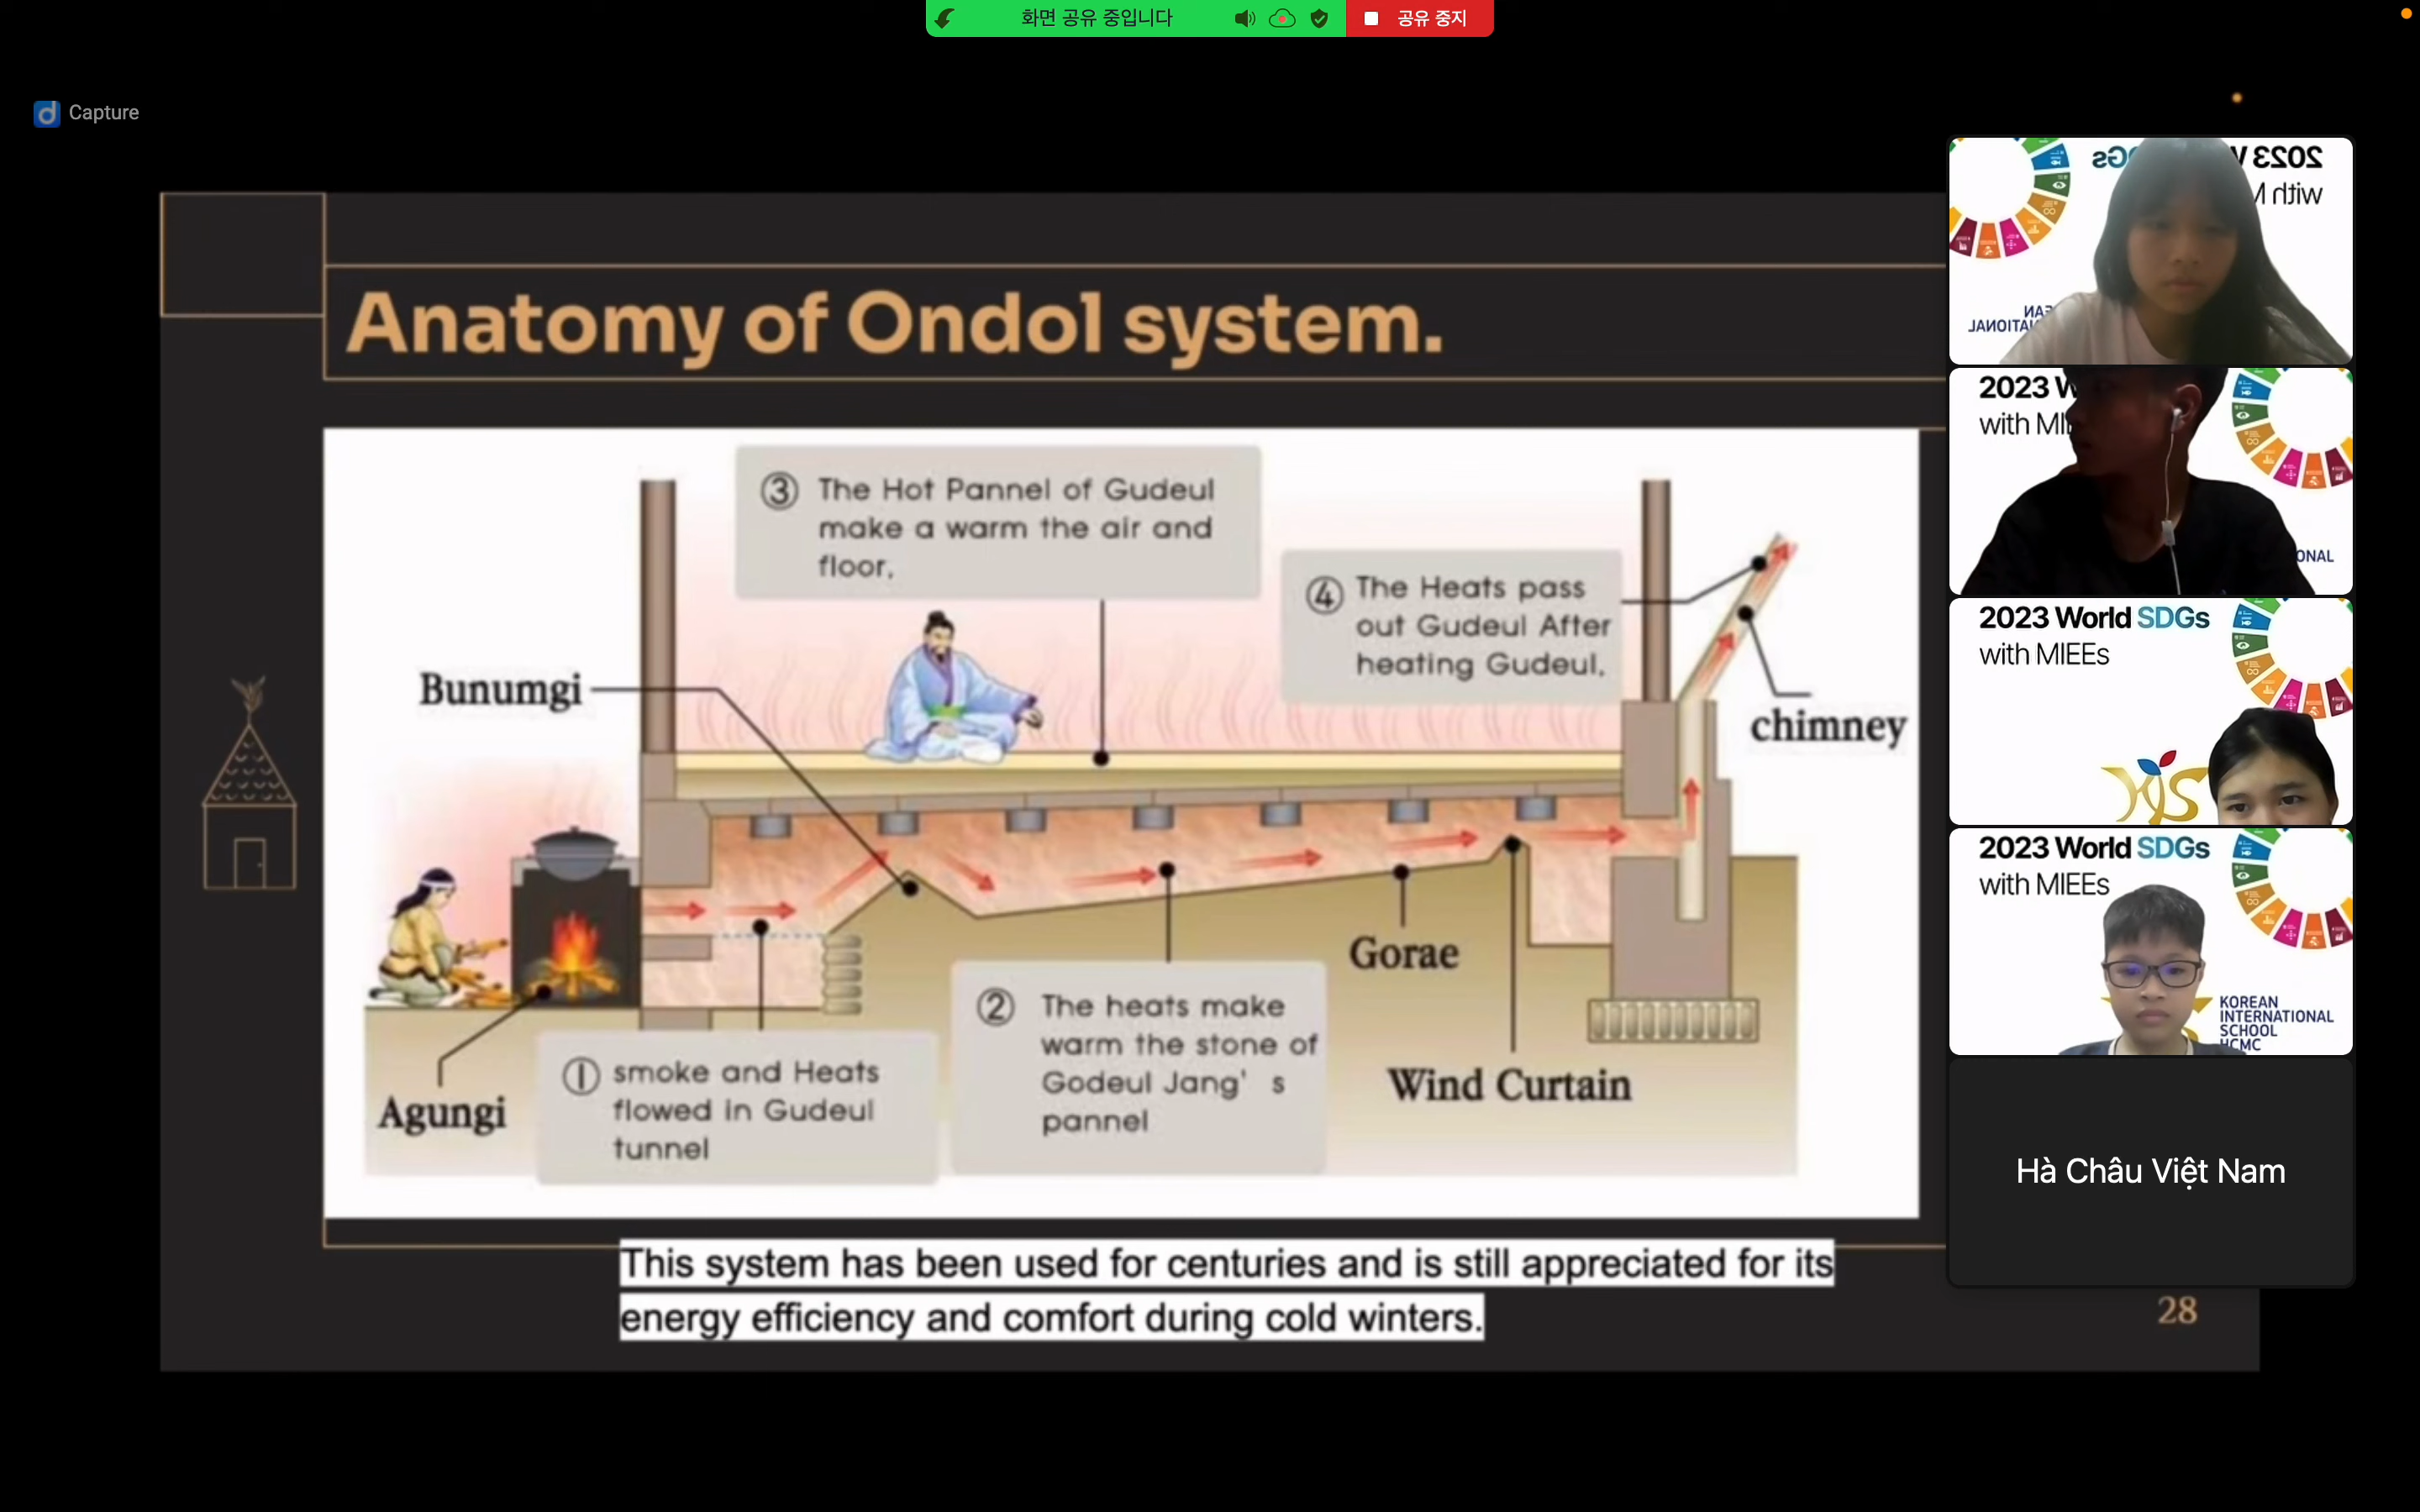 화면 공유 중입니다
공유 중지
Capture
Anatomy of Ondol system.
③ The Hot Pannel of Gudeul
make a warm the air and
floor,
④ The Heats pass
out Gudeul After
heating Gudeul,
Bunumgi
chimney
Gorae
② The heats make
warm the stone of
Godeul Jang' s
pannel
Wind Curtain
Agungi
① smoke and Heats
flowed in Gudeul
tunnel
This system has been used for centuries and is still appreciated for its
energy efficiency and comfort during cold winters.
28
2023
with
2023 W
with MI
ONAL
2023 World SDGs
with MIEEs
KIS
2023 World SDGs
with MIEEs
KOREAN
INTERNATIONAL
SCHOOL
HCMC
Hà Châu Việt Nam